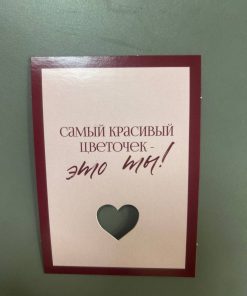 самый красивый
цветочек -
это ты!